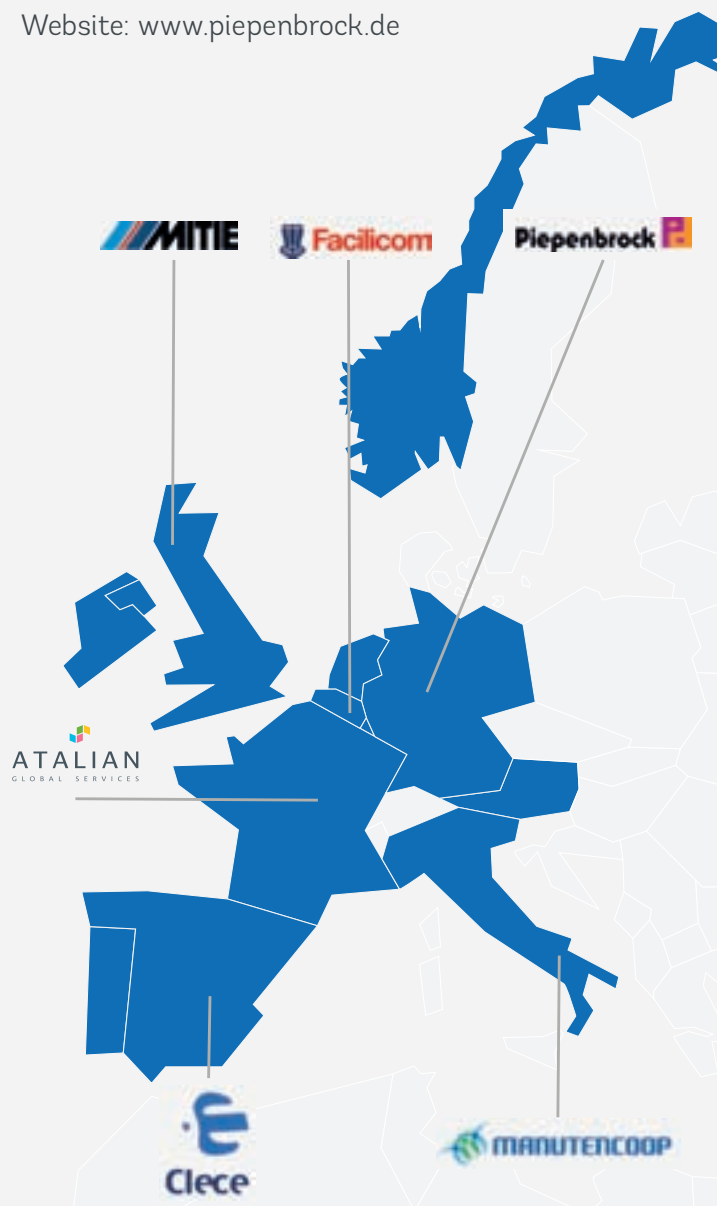 Website: www.piepenbrock.de
MITIE
Facilicom
Piepenbrock
ATALIAN
GLOBAL SERVICES
Clece
MANUTENCOOP